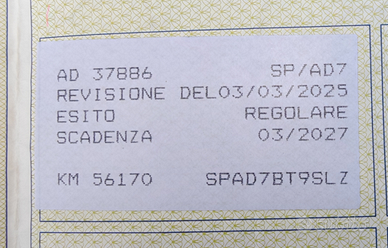 AD 37886 SP/AD7
REVISIONE DEL03/03/2025
ESITO REGOLARE
SCADENZA 03/2027
KM 56170 SPAD7BT9SLZ